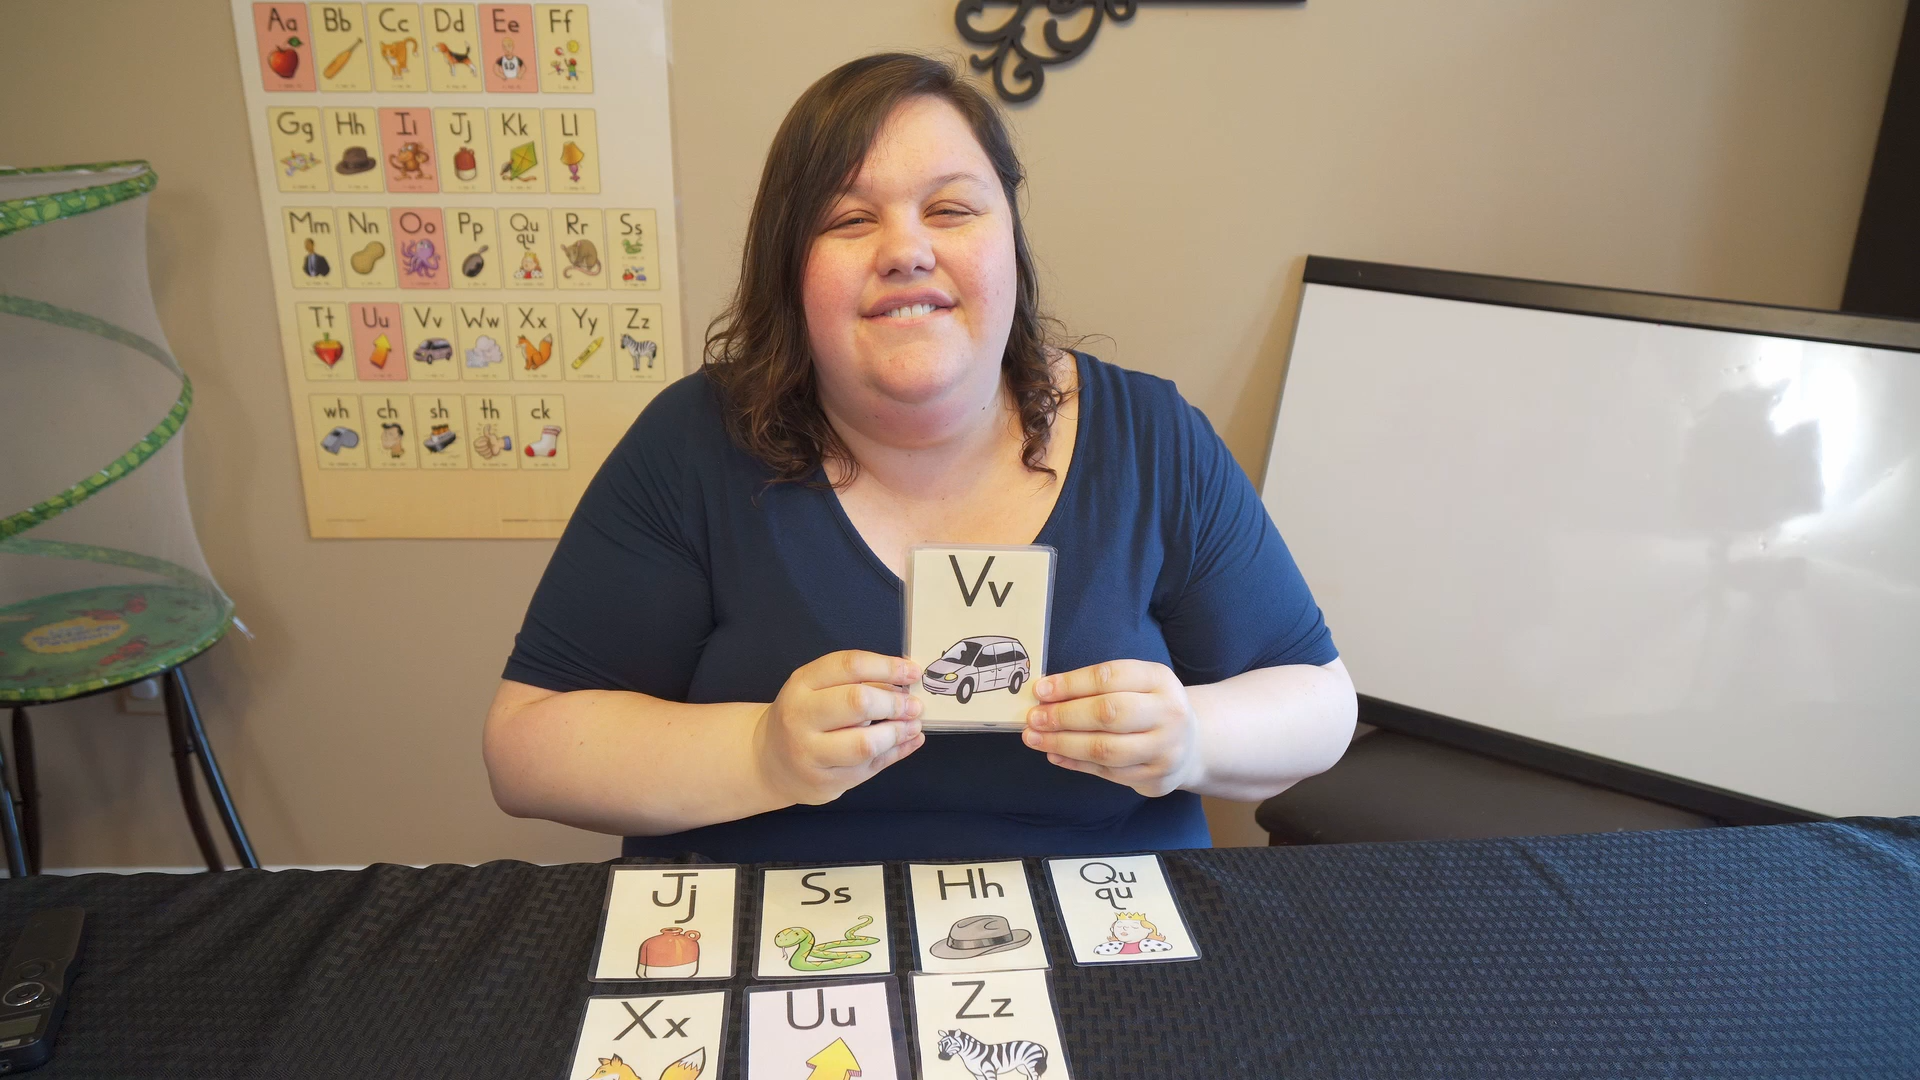 Aa Bb Cc Dd Ee Ff
Gg Hh Ii Jj Kk Ll
Mm Nn Oo Pp Qu Rr Ss
qu
Tt Uu Vv Ww Xx Yy Zz
wh ch sh th ck
Vv
Jj Ss Hh Qu
qu
Xx Uu Zz